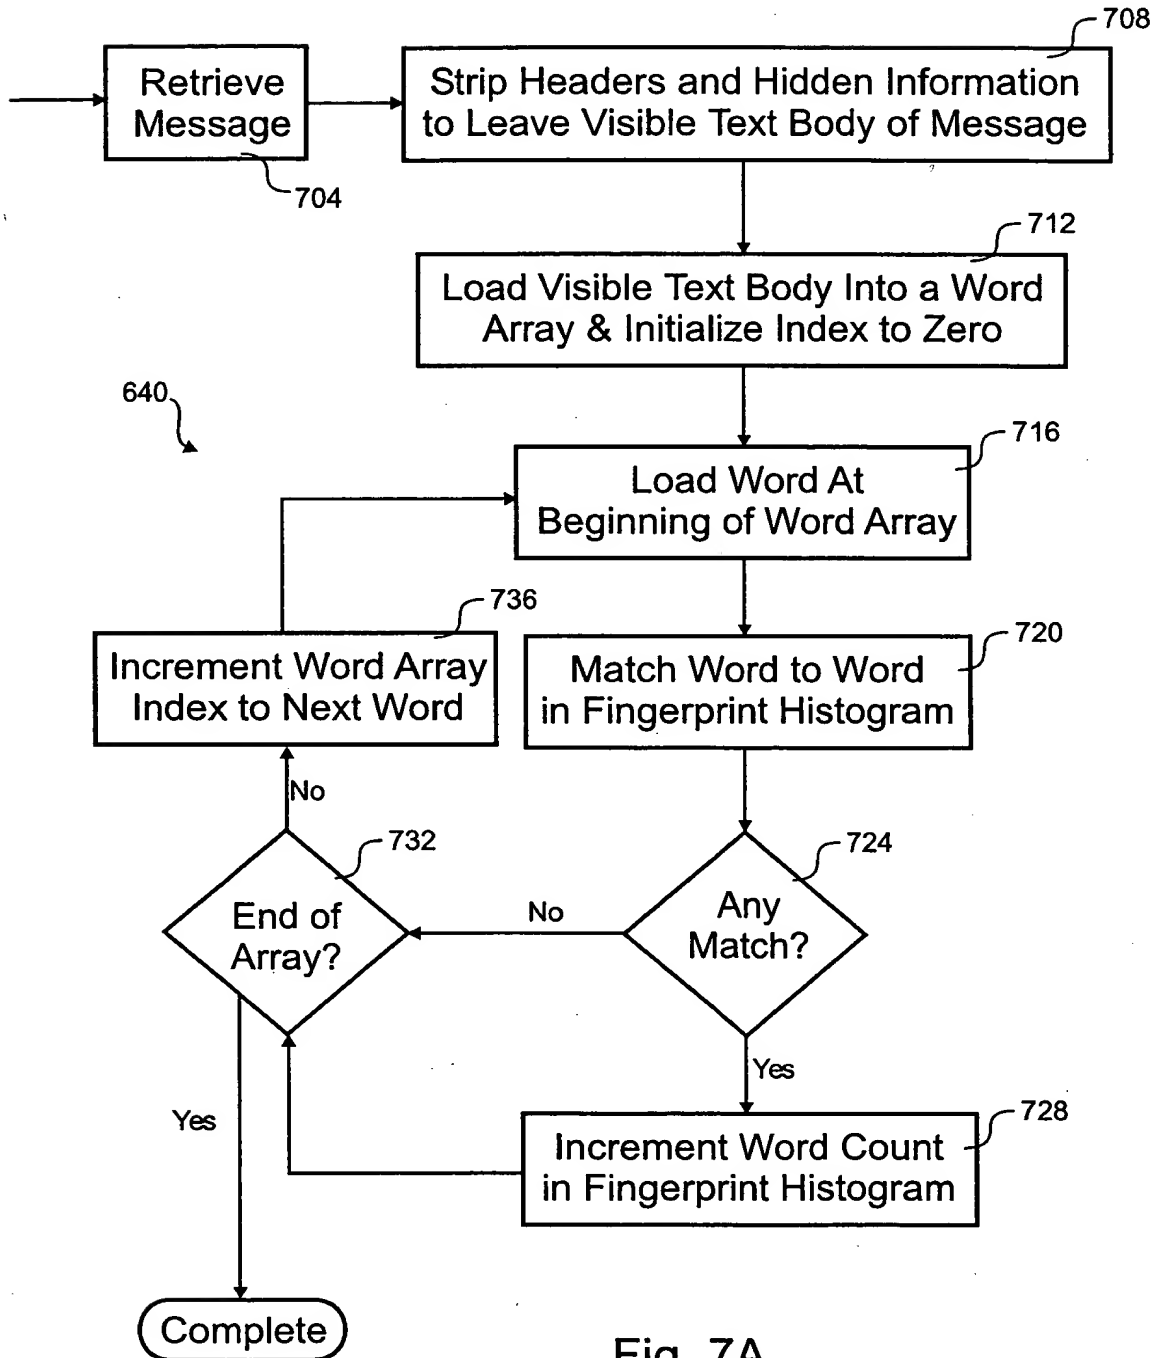 708
Retrieve
Message
704
Strip Headers and Hidden Information
to Leave Visible Text Body of Message
712
Load Visible Text Body Into a Word
Array & Initialize Index to Zero
640
716
Load Word At
Beginning of Word Array
736
Increment Word Array
Index to Next Word
720
Match Word to Word
in Fingerprint Histogram
No
732
End of
Array?
No
724
Any
Match?
Yes
Yes
728
Increment Word Count
in Fingerprint Histogram
Complete
Fig. 7A